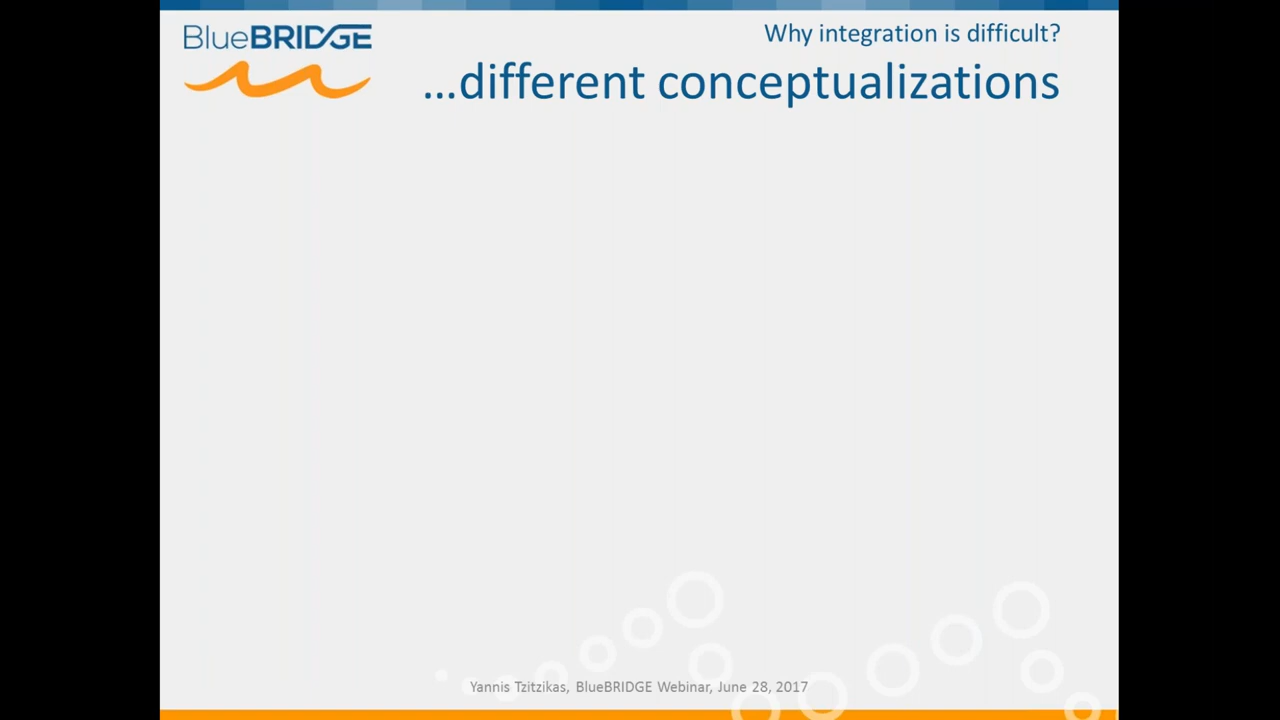 BlueBRIDGE
Why integration is difficult?
...different conceptualizations
Yannis Tzitzikas, BlueBRIDGE Webinar, June 28, 2017